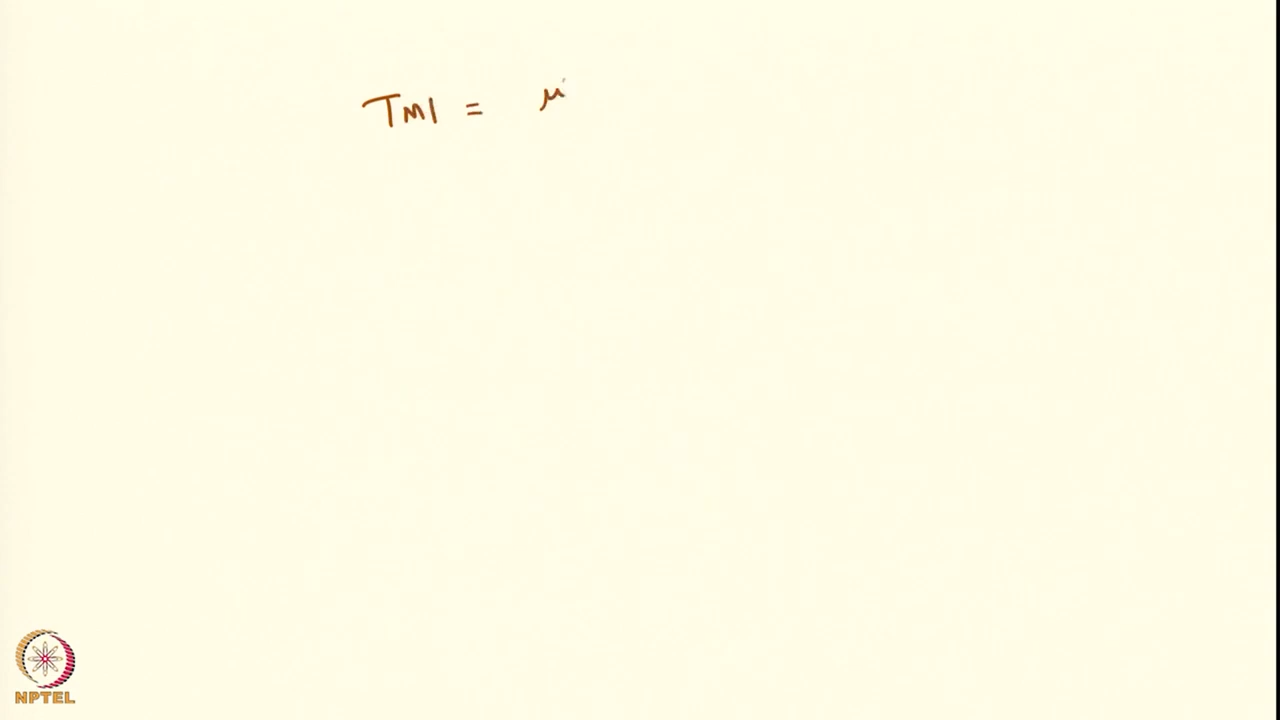 TMI = μ
NPTEL